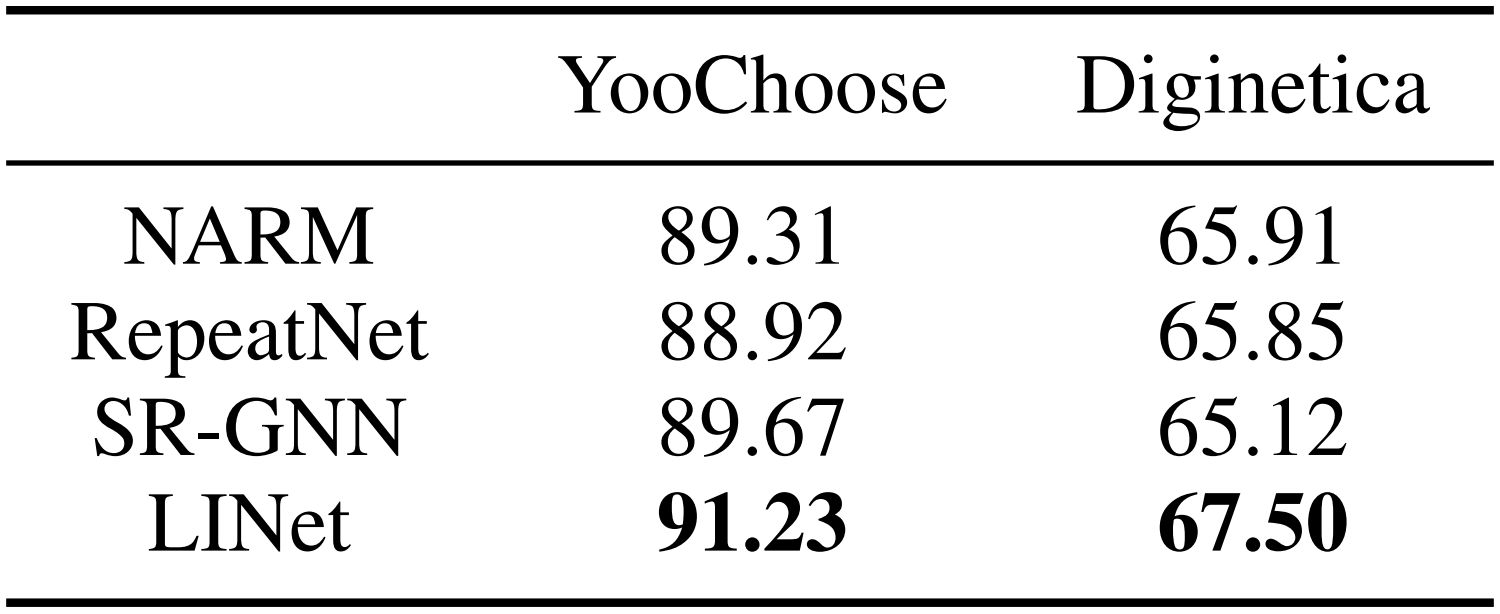 YooChoose Diginetica
NARM 89.31 65.91
RepeatNet 88.92 65.85
SR-GNN 89.67 65.12
LINet 91.23 67.50